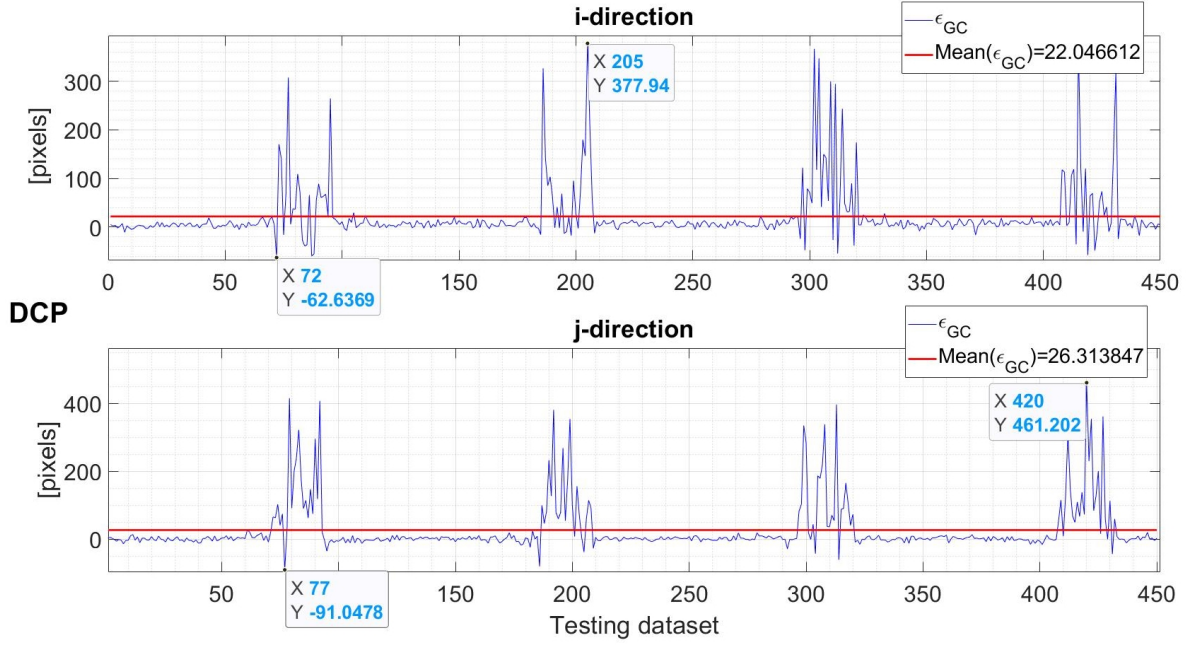 i-direction
ϵGC
Mean(ϵGC)=22.046612
X 205
Y 377.94
300
200
100
0
[pixels]
0 50 150 200 250 300 350 400 450
X 72
Y -62.6369
DCP
j-direction
ϵGC
Mean(ϵGC)=26.313847
X 420
Y 461.202
400
200
0
[pixels]
50 150 200 250 300 350 400 450
X 77
Y -91.0478
Testing dataset